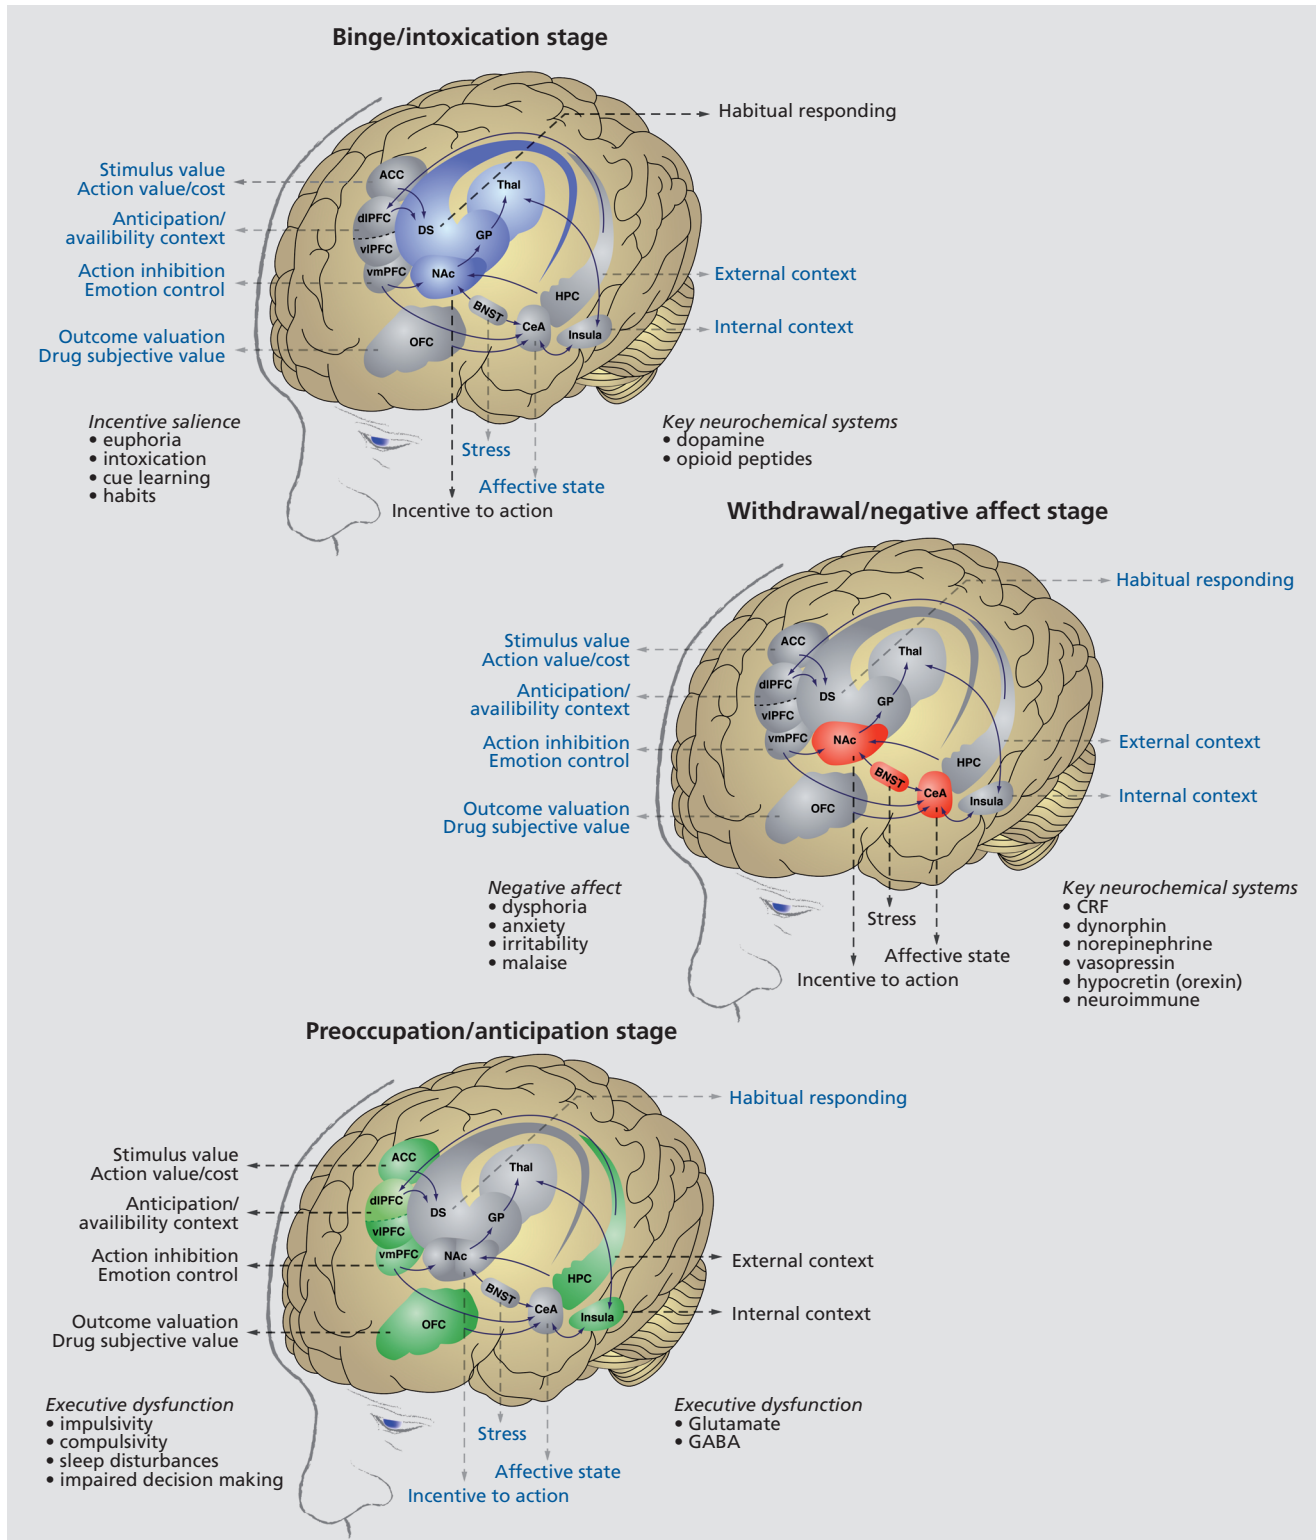 Binge/intoxication stage
Habitual responding
Stimulus value
Action value/cost
Anticipation/
availibility context
Action inhibition
Emotion control
Outcome valuation
Drug subjective value
ACC
dlPFC
vlPFC
vmPFC
OFC
DS
GP
Thal
NAc
BNST
CeA
HPC
Insula
External context
Internal context
Incentive salience
• euphoria
• intoxication
• cue learning
• habits
Stress
Affective state
Incentive to action
Key neurochemical systems
• dopamine
• opioid peptides
Withdrawal/negative affect stage
Habitual responding
Stimulus value
Action value/cost
Anticipation/
availibility context
Action inhibition
Emotion control
Outcome valuation
Drug subjective value
ACC
dlPFC
vlPFC
vmPFC
OFC
DS
GP
Thal
NAc
BNST
CeA
HPC
Insula
External context
Internal context
Negative affect
• dysphoria
• anxiety
• irritability
• malaise
Stress
Affective state
Incentive to action
Key neurochemical systems
• CRF
• dynorphin
• norepinephrine
• vasopressin
• hypocretin (orexin)
• neuroimmune
Preoccupation/anticipation stage
Habitual responding
Stimulus value
Action value/cost
Anticipation/
availibility context
Action inhibition
Emotion control
Outcome valuation
Drug subjective value
ACC
dlPFC
vlPFC
vmPFC
OFC
DS
GP
Thal
NAc
BNST
CeA
HPC
Insula
External context
Internal context
Executive dysfunction
• impulsivity
• compulsivity
• sleep disturbances
• impaired decision making
Stress
Affective state
Incentive to action
Executive dysfunction
• Glutamate
• GABA